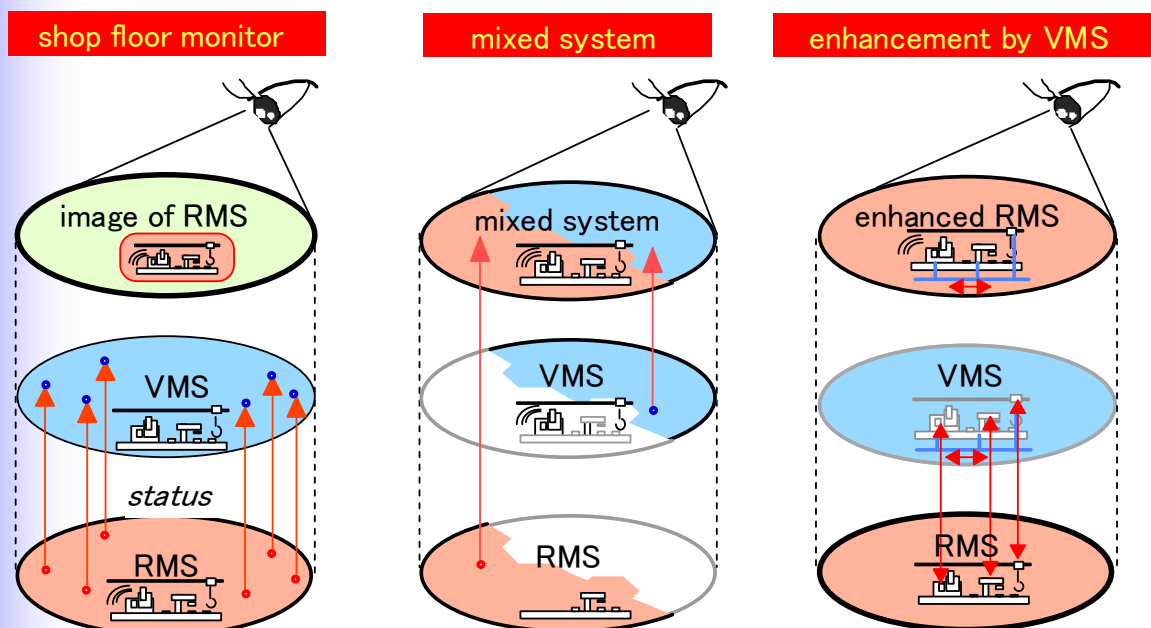 shop floor monitor
image of RMS
VMS
status
RMS
mixed system
mixed system
VMS
RMS
enhancement by VMS
enhanced RMS
VMS
RMS